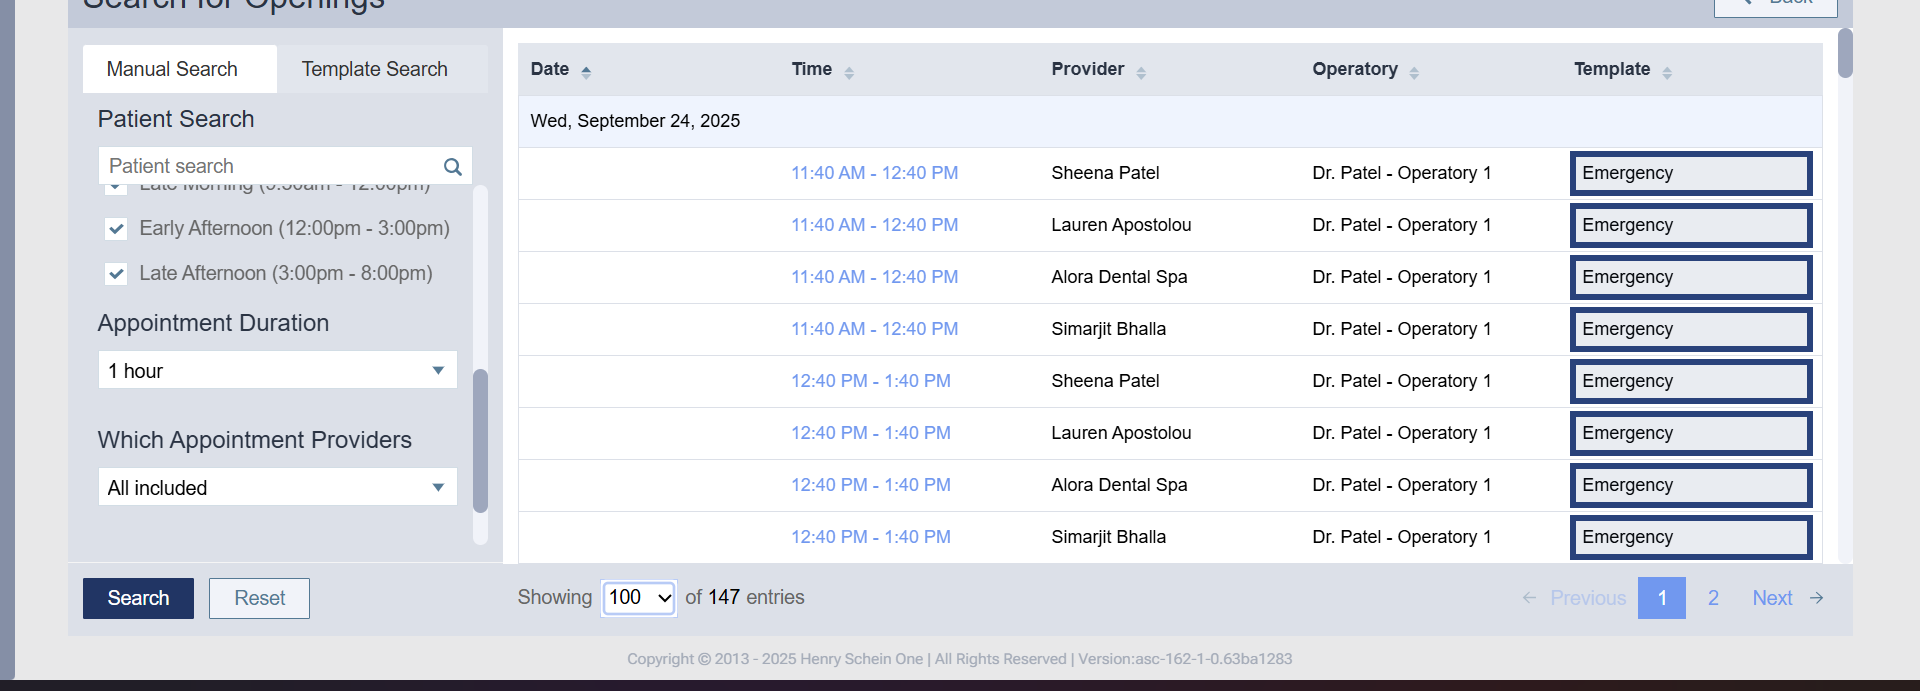 Search for Openings
Back
Manual Search
Template Search
Patient Search
Patient search
Late Morning (9:30am - 12:00pm)
Early Afternoon (12:00pm - 3:00pm)
Late Afternoon (3:00pm - 8:00pm)
Appointment Duration
1 hour
Which Appointment Providers
All included
Search
Reset
Date Time Provider Operatory Template
Wed, September 24, 2025
11:40 AM - 12:40 PM Sheena Patel Dr. Patel - Operatory 1 Emergency
11:40 AM - 12:40 PM Lauren Apostolou Dr. Patel - Operatory 1 Emergency
11:40 AM - 12:40 PM Alora Dental Spa Dr. Patel - Operatory 1 Emergency
11:40 AM - 12:40 PM Simarjit Bhalla Dr. Patel - Operatory 1 Emergency
12:40 PM - 1:40 PM Sheena Patel Dr. Patel - Operatory 1 Emergency
12:40 PM - 1:40 PM Lauren Apostolou Dr. Patel - Operatory 1 Emergency
12:40 PM - 1:40 PM Alora Dental Spa Dr. Patel - Operatory 1 Emergency
12:40 PM - 1:40 PM Simarjit Bhalla Dr. Patel - Operatory 1 Emergency
Showing 100 of 147 entries
← Previous 1 2 Next →
Copyright © 2013 - 2025 Henry Schein One | All Rights Reserved | Version:asc-162-1-0.63ba1283